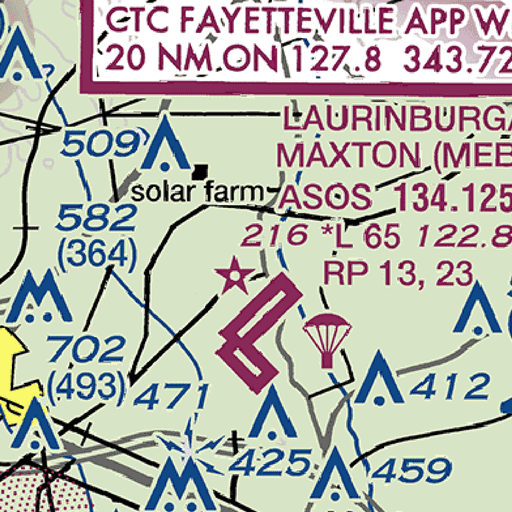 CTC FAYETTEVILLE APP W
20 NM ON 127.8 343.72
LAURINBURG
MAXTON (MEB
509
solar farm
ASOS 134.125
582
(364)
216 *L 65 122.8
RP 13, 23
702
(493)
471
412
425
459